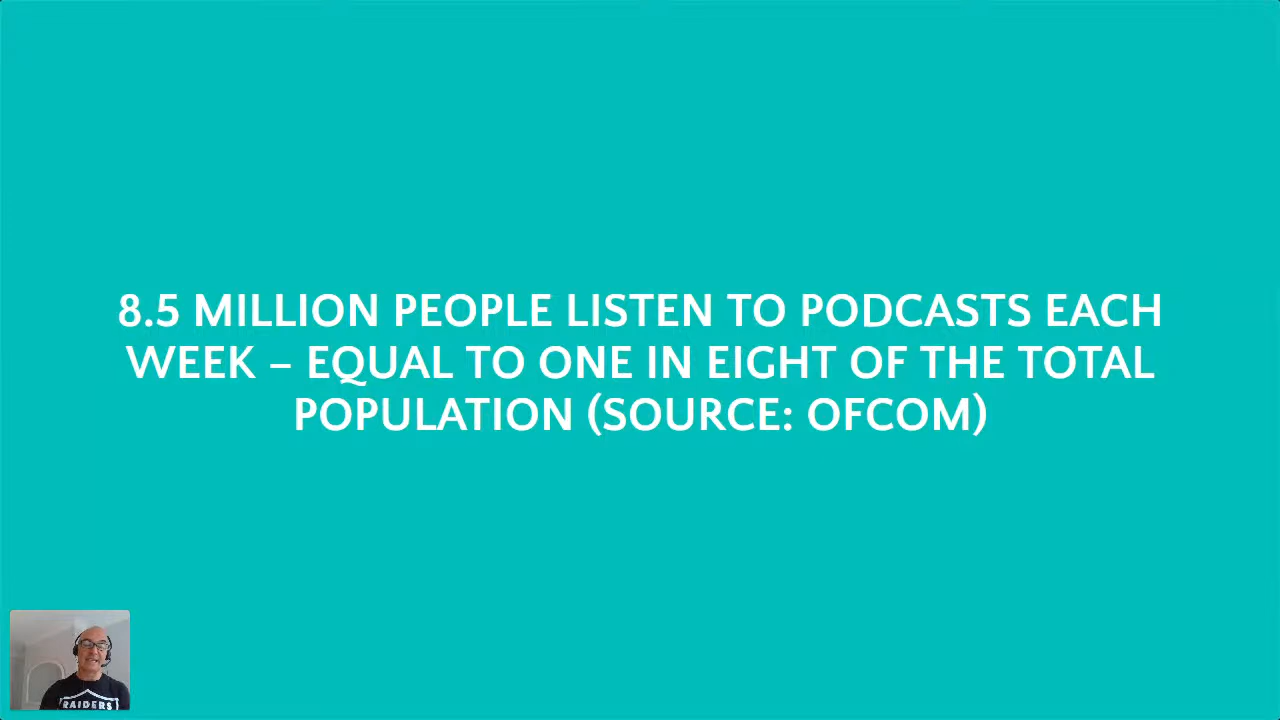 8.5 MILLION PEOPLE LISTEN TO PODCASTS EACH
WEEK – EQUAL TO ONE IN EIGHT OF THE TOTAL
POPULATION (SOURCE: OFCOM)
RAIDERS